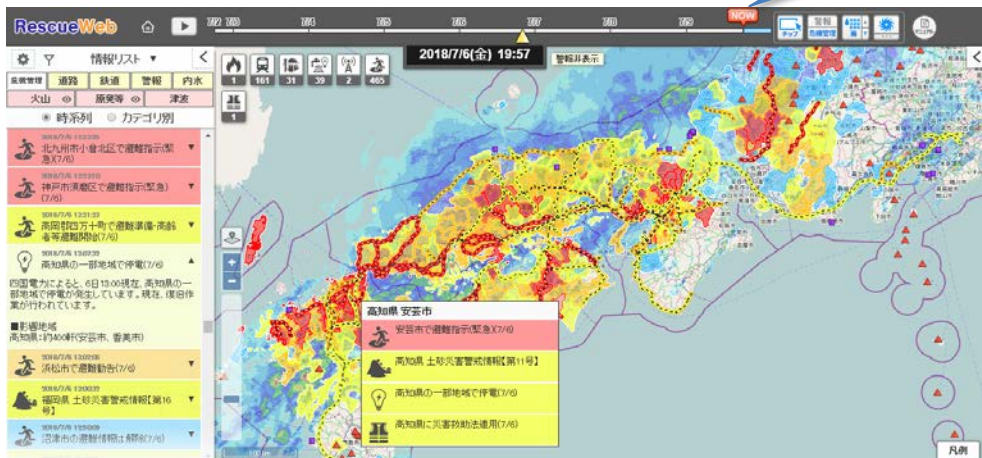 RescueWeb
7/2 7/3 7/4 7/5 7/6 7/7 7/8 7/9 NOW
チップ
警報
危機管理
雨
情報リスト ▼
2018/7/6(金) 19:57
警報非表示
危機管理 道路 鉄道 警報 内水
火山 原発等 津波
時系列 カテゴリ別
1 161 31 39 2 465
1
北九州市小倉北区で避難指示(緊
急)(7/6)
神戸市須磨区で避難指示(緊急)
(7/6)
高岡郡四万十町で避難準備・高齢
者等避難開始(7/6)
高知県の一部地域で停電(7/6)
四国電力によると、6日13:00現在、高知県の一
部地域で停電が発生しています。現在、復旧作
業が行われています。
■影響地域
高知県:約400軒(安芸市、香美市)
浜松市で避難勧告(7/6)
福岡県 土砂災害警戒情報【第16
号】
沼津市の避難情報は解除(7/6)
高知県 安芸市
安芸市で避難指示(緊急)(7/6)
高知県 土砂災害警戒情報【第11号】
高知県の一部地域で停電(7/6)
高知県に災害救助法適用(7/6)
凡例